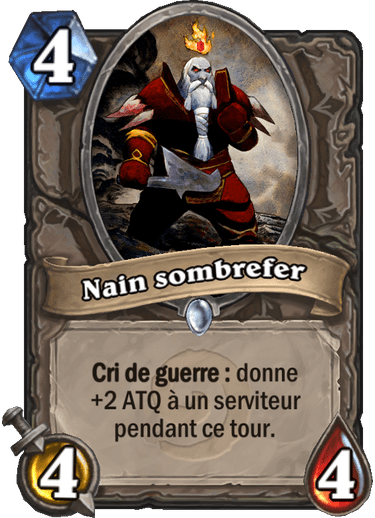 4
Nain sombrefer
Cri de guerre : donne
+2 ATQ à un serviteur
pendant ce tour.
4
4